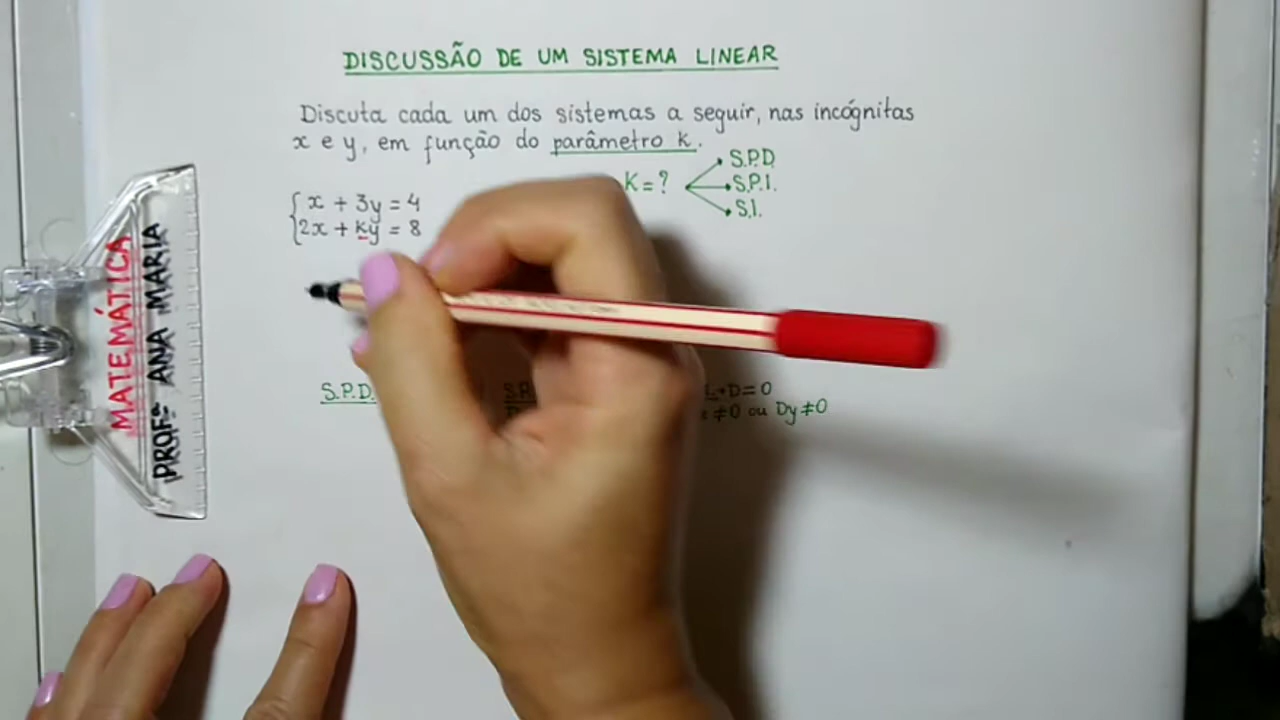 DISCUSSÃO DE UM SISTEMA LINEAR
Discuta cada um dos sistemas a seguir, nas incógnitas
x e y, em função do parâmetro k.
K = ?
S.P.D.
S.P.I.
S.I.
x + 3y = 4
2x + ky = 8
S.P.D.
D = 0
≠0 ou Dy≠0
MATEMÁTICA
PROFª ANA MARIA